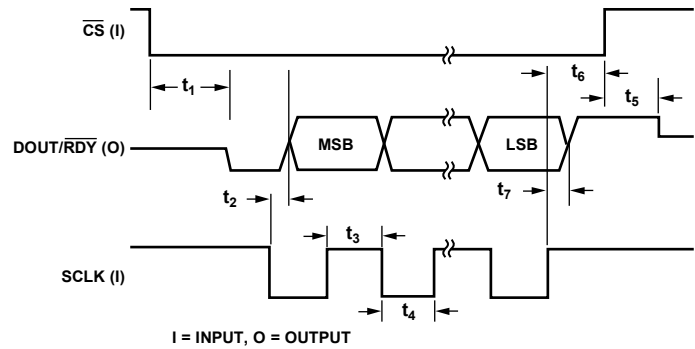 CS (I)
t6
t1
t5
DOUT/RDY (O)
MSB
LSB
t2
t7
t3
SCLK (I)
t4
I = INPUT, O = OUTPUT